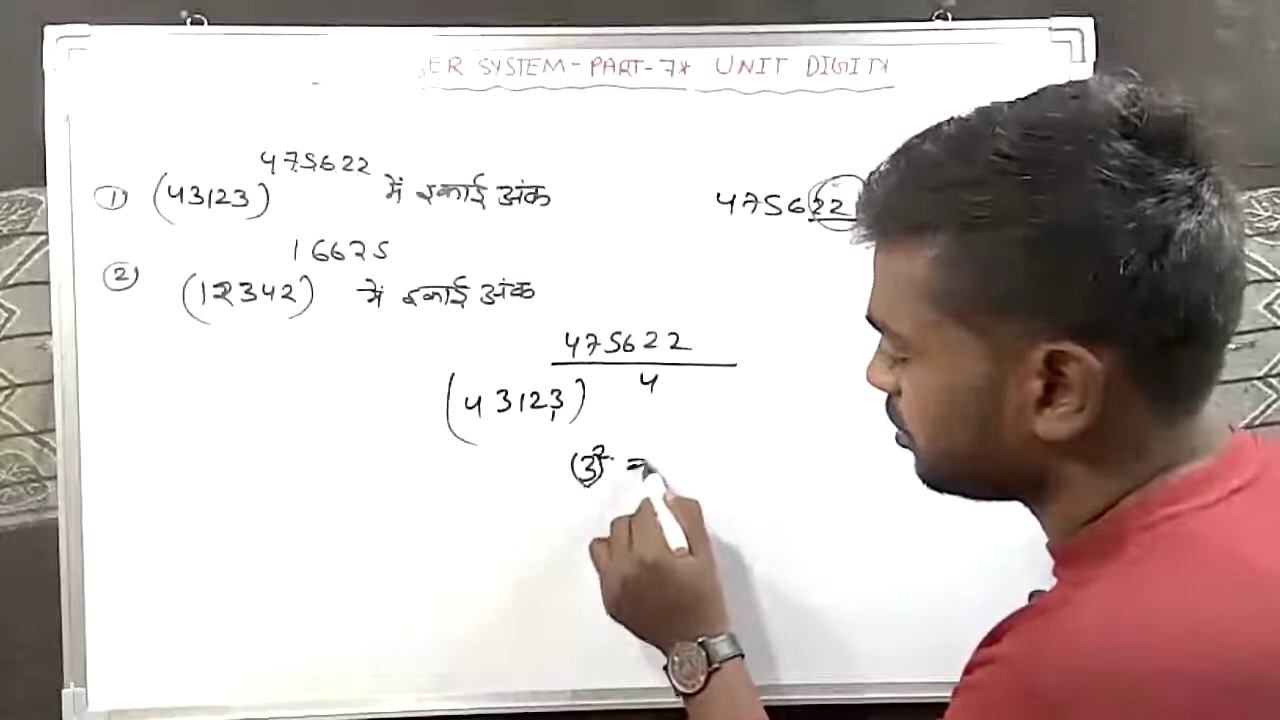 BER SYSTEM-PART-7* UNIT DIGIT
1) (43123)^475622 में इकाई अंक
475622
2) (12342)^16625 में इकाई अंक
475622
(43123) 4
(3)² =